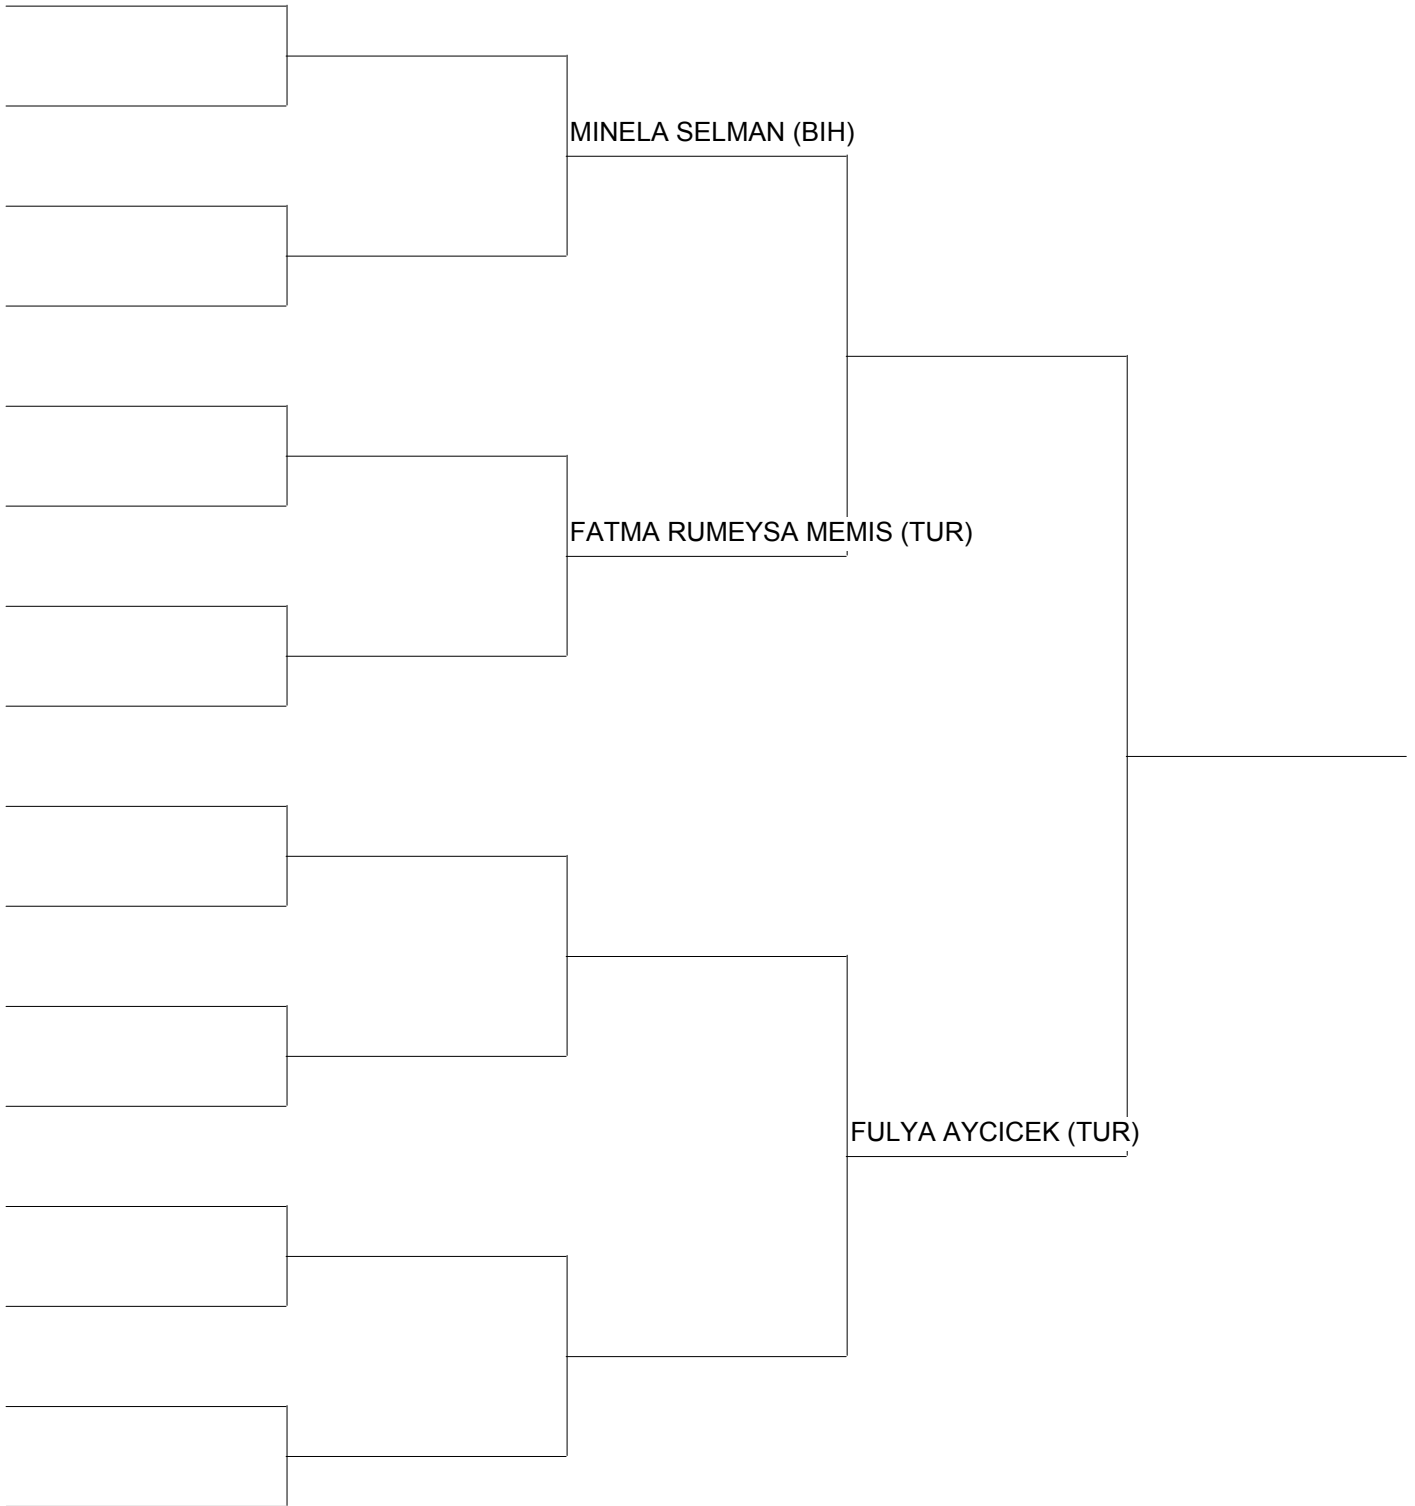 MINELA SELMAN (BIH)
FATMA RUMEYSA MEMIS (TUR)
FULYA AYCICEK (TUR)